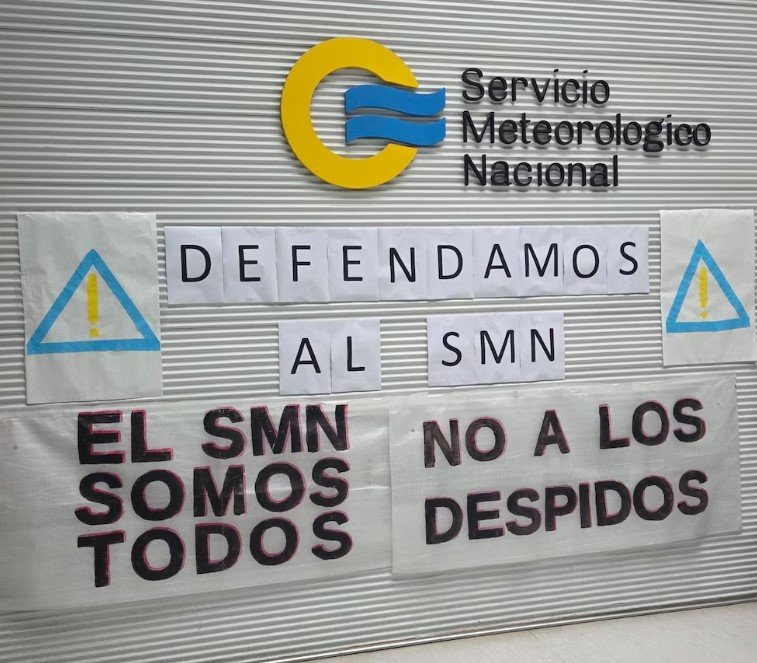 Servicio
Meteorologico
Nacional
DEFENDAMOS
AL SMN
EL SMN
SOMOS
TODOS
NO A LOS
DESPIDOS